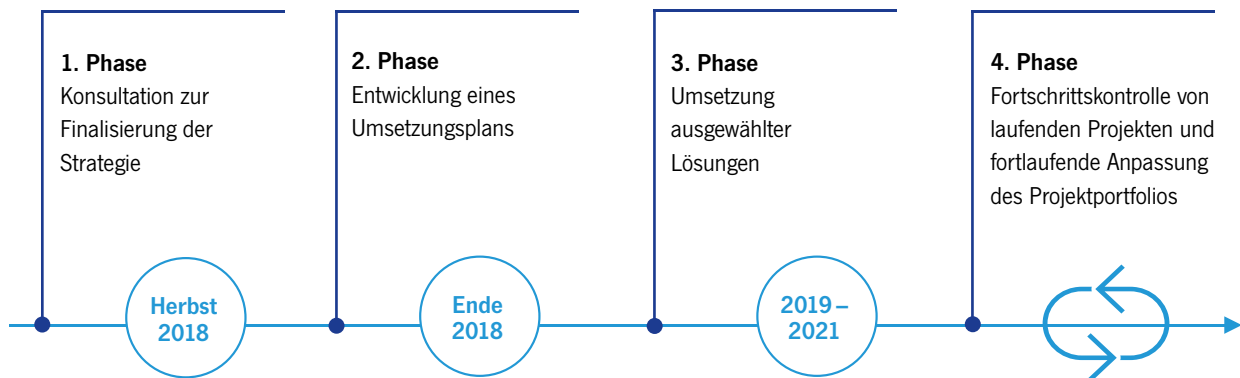 1. Phase
Konsultation zur
Finalisierung der
Strategie
2. Phase
Entwicklung eines
Umsetzungsplans
3. Phase
Umsetzung
ausgewählter
Lösungen
4. Phase
Fortschrittskontrolle von
laufenden Projekten und
fortlaufende Anpassung
des Projektportfolios
Herbst
2018
Ende
2018
2019 –
2021